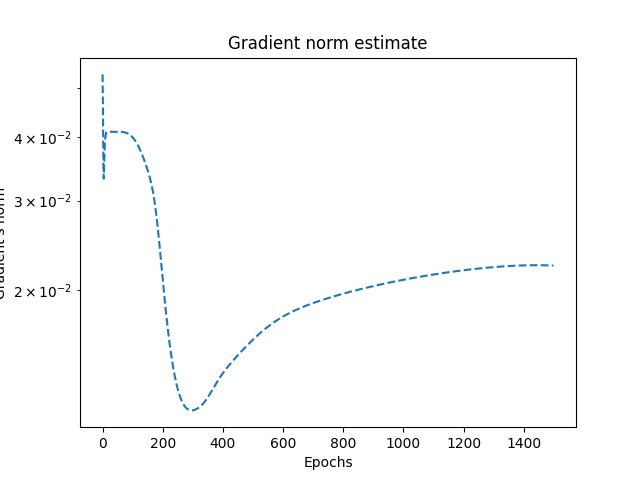 Gradient norm estimate
4 × 10⁻²
3 × 10⁻²
2 × 10⁻²
Gradient's norm
0 200 400 600 800 1000 1200 1400
Epochs